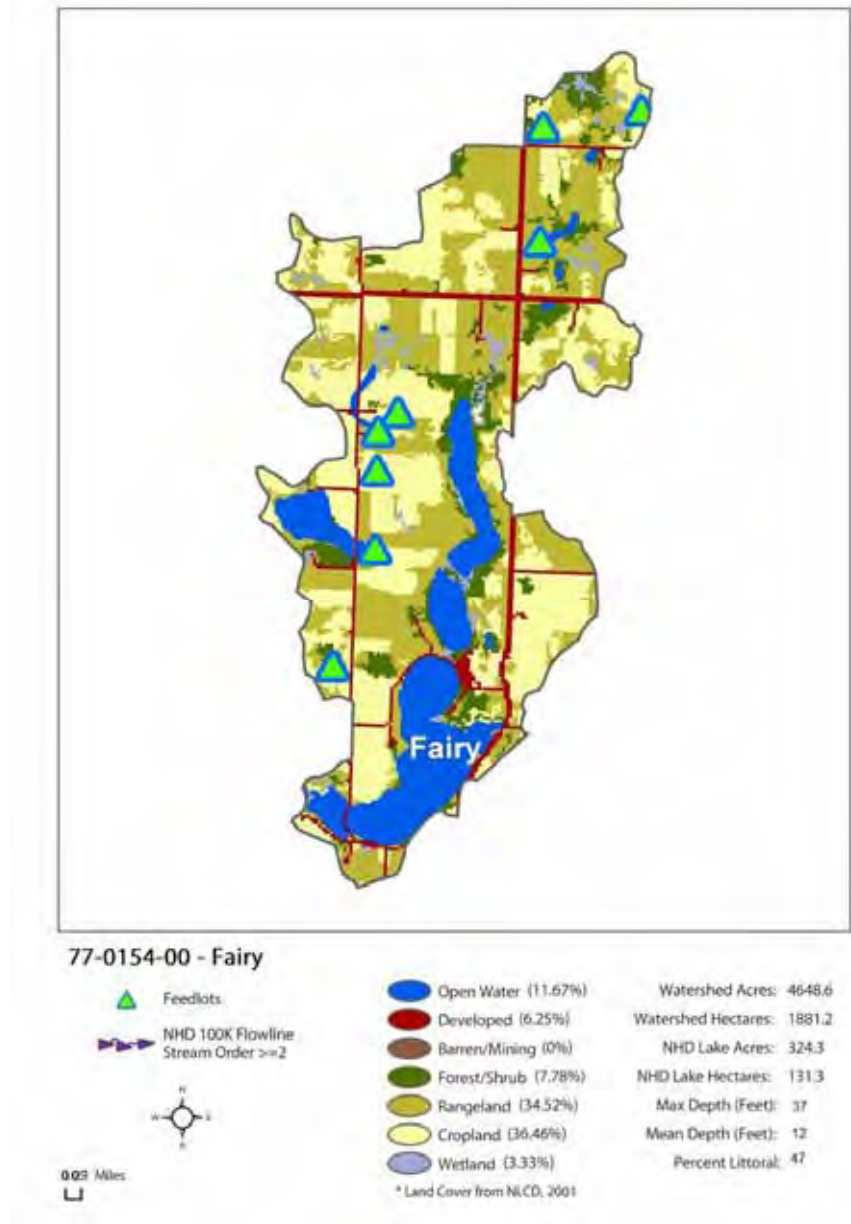 Fairy
77-0154-00 - Fairy
Feedlots
NHD 100K Flowline
Stream Order >=2
N
W
E
S
Miles
Open Water (11.67%)
Developed (6.25%)
Barren/Mining (0%)
Forest/Shrub (7.78%)
Rangeland (34.52%)
Cropland (36.46%)
Wetland (3.33%)
* Land Cover from NLCD, 2001
Watershed Acres: 4648.6
Watershed Hectares: 1881.2
NHD Lake Acres: 324.3
NHD Lake Hectares: 131.3
Max Depth (Feet): 37
Mean Depth (Feet): 12
Percent Littoral: 47